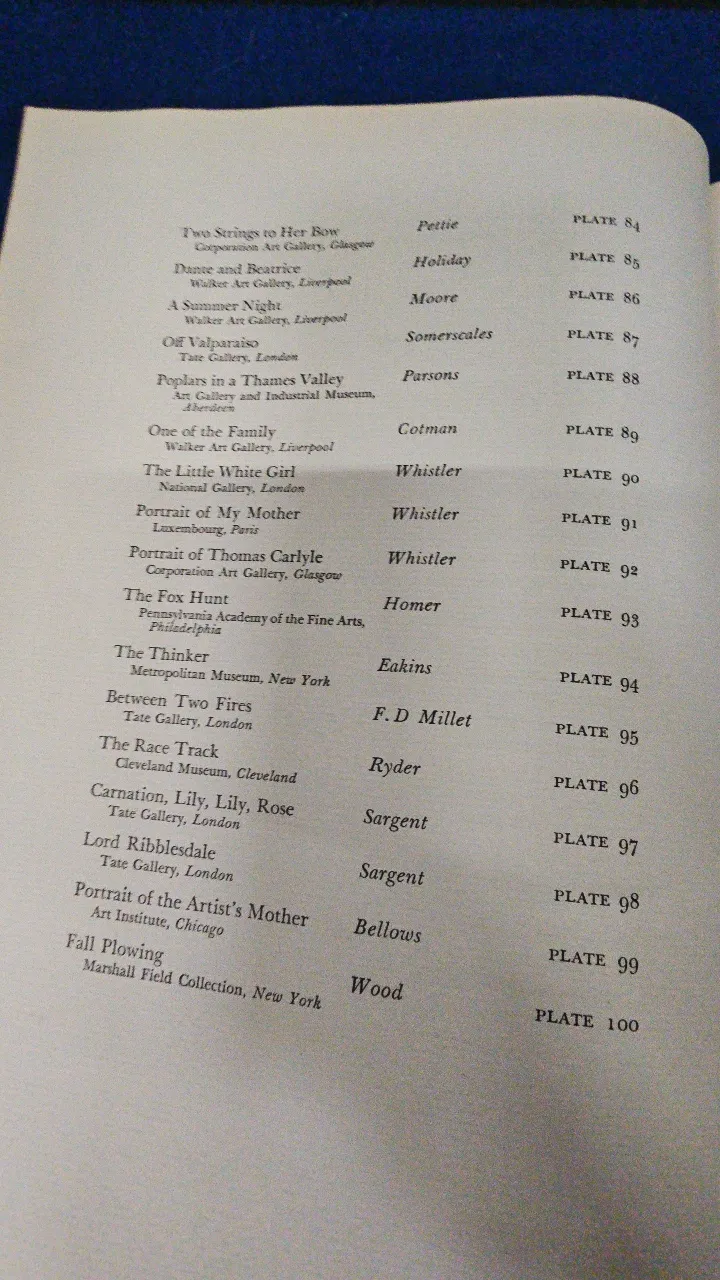 Two Strings to Her Bow Pettie PLATE 84
Corporation Art Gallery, Glasgow
Dante and Beatrice Holiday PLATE 85
Walker Art Gallery, Liverpool
A Summer Night Moore PLATE 86
Walker Art Gallery, Liverpool
Off Valparaiso Somerscales PLATE 87
Tate Gallery, London
Poplars in a Thames Valley Parsons PLATE 88
Art Gallery and Industrial Museum,
Aberdeen
One of the Family Cotman PLATE 89
Walker Art Gallery, Liverpool
The Little White Girl Whistler PLATE 90
National Gallery, London
Portrait of My Mother Whistler PLATE 91
Luxembourg, Paris
Portrait of Thomas Carlyle Whistler PLATE 92
Corporation Art Gallery, Glasgow
The Fox Hunt Homer PLATE 93
Pennsylvania Academy of the Fine Arts,
Philadelphia
The Thinker Eakins PLATE 94
Metropolitan Museum, New York
Between Two Fires F. D Millet PLATE 95
Tate Gallery, London
The Race Track Ryder PLATE 96
Cleveland Museum, Cleveland
Carnation, Lily, Lily, Rose Sargent PLATE 97
Tate Gallery, London
Lord Ribblesdale Sargent PLATE 98
Tate Gallery, London
Portrait of the Artist's Mother Bellows PLATE 99
Art Institute, Chicago
Fall Plowing Wood PLATE 100
Marshall Field Collection, New York